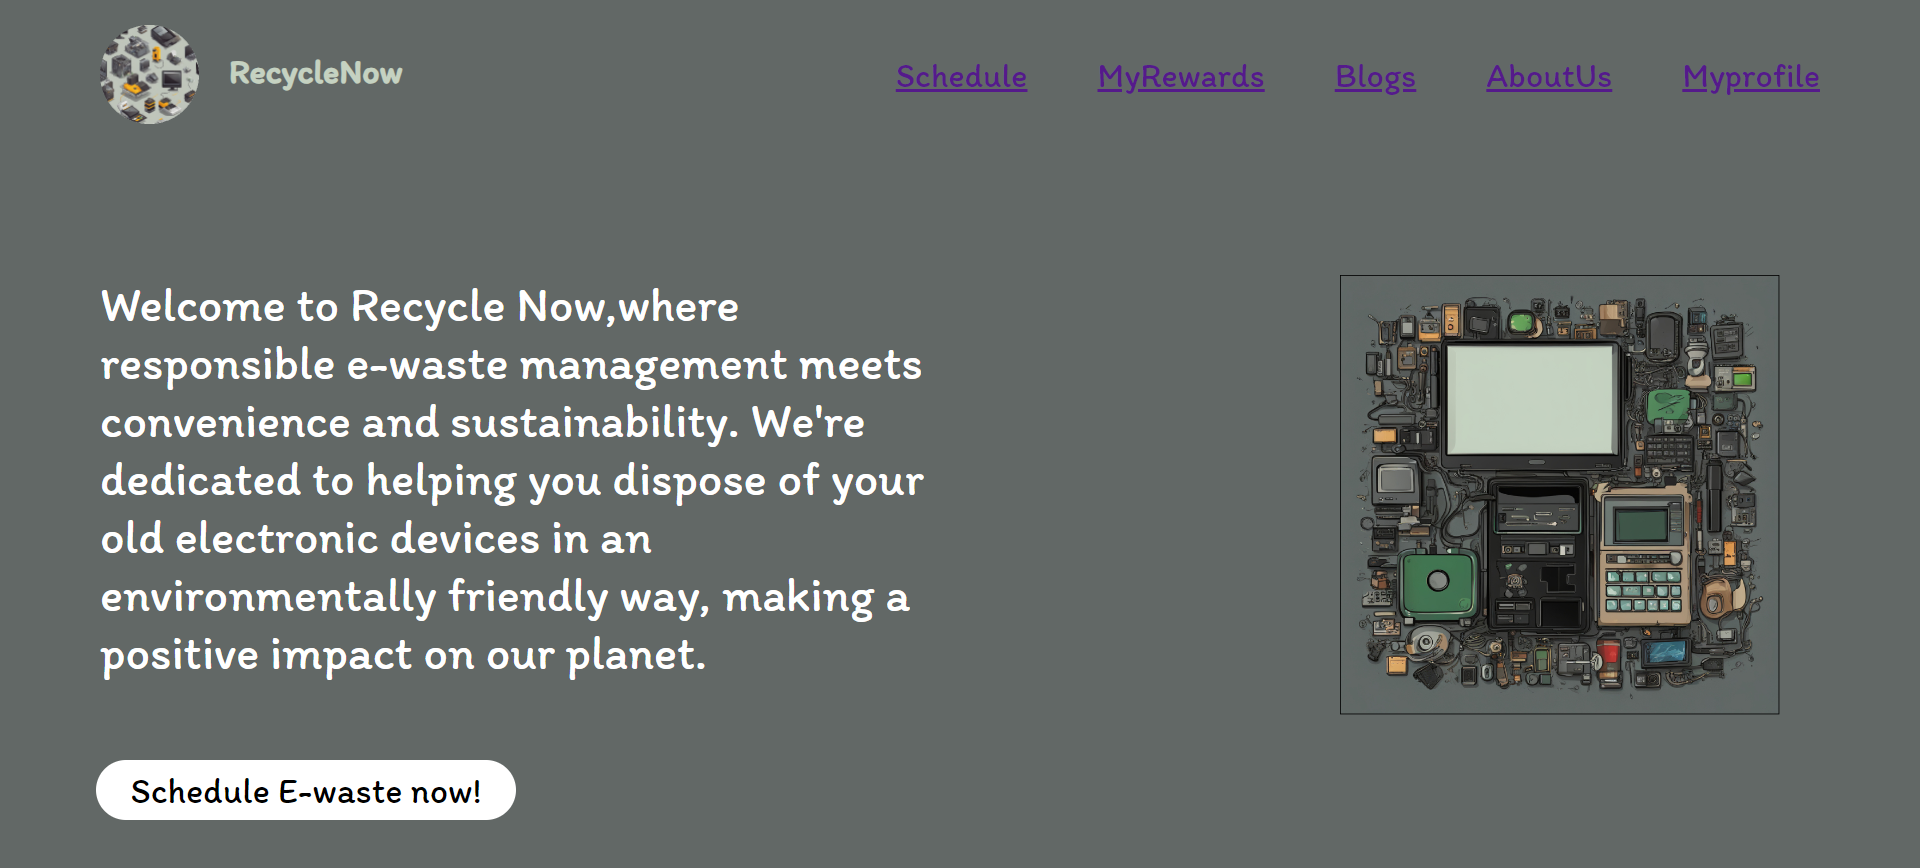 RecycleNow
Schedule MyRewards Blogs AboutUs Myprofile
Welcome to Recycle Now,where
responsible e-waste management meets
convenience and sustainability. We're
dedicated to helping you dispose of your
old electronic devices in an
environmentally friendly way, making a
positive impact on our planet.
Schedule E-waste now!